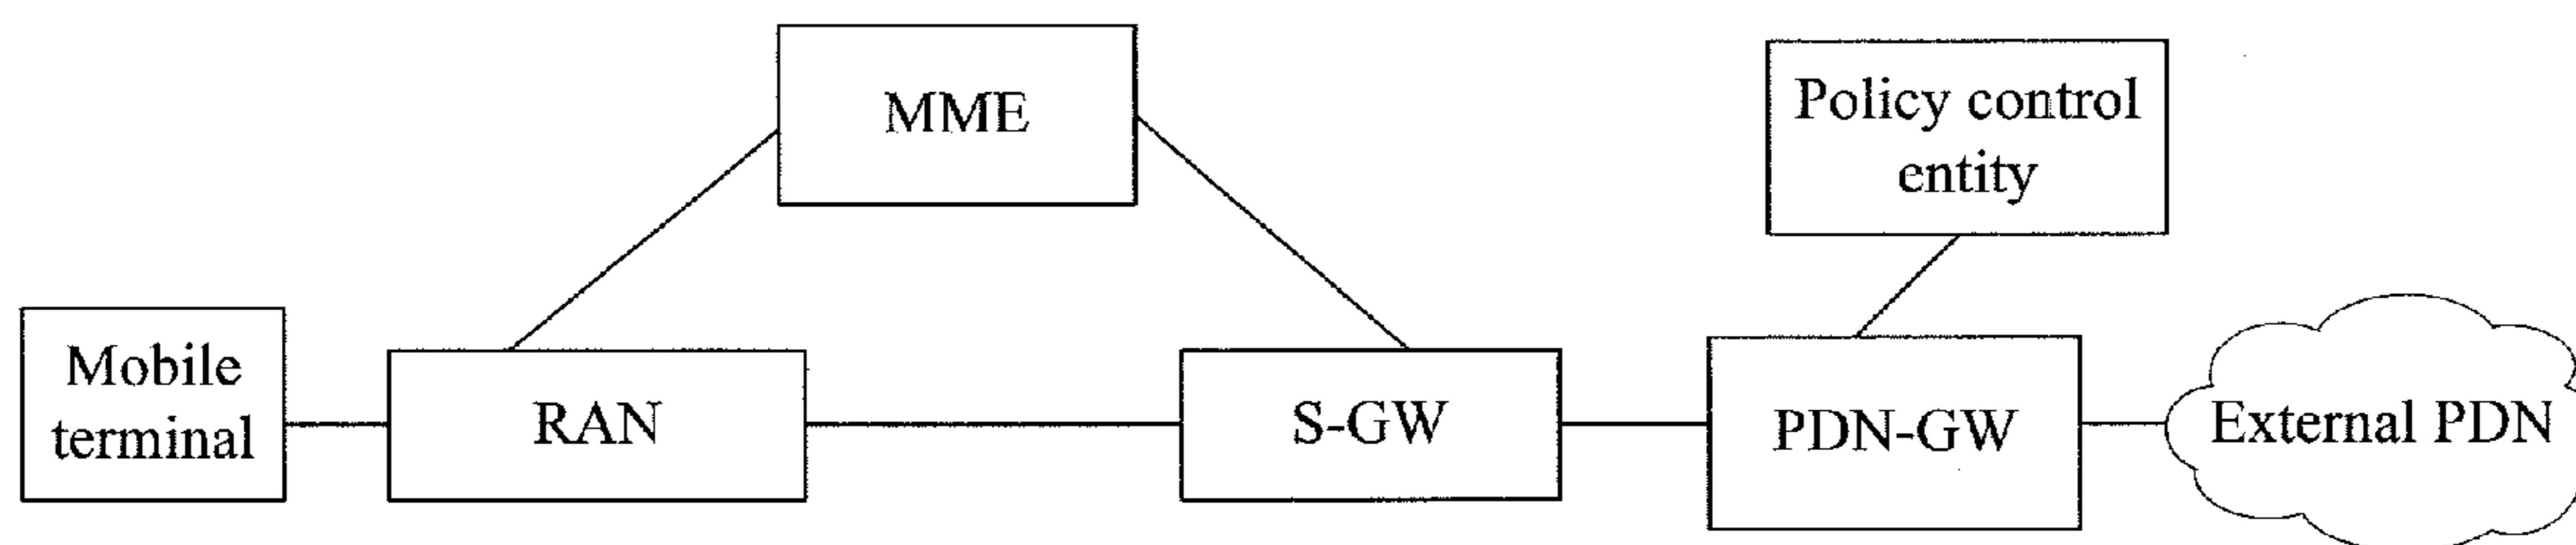 MME
Policy control
entity
Mobile
terminal
RAN
S-GW
PDN-GW
External PDN